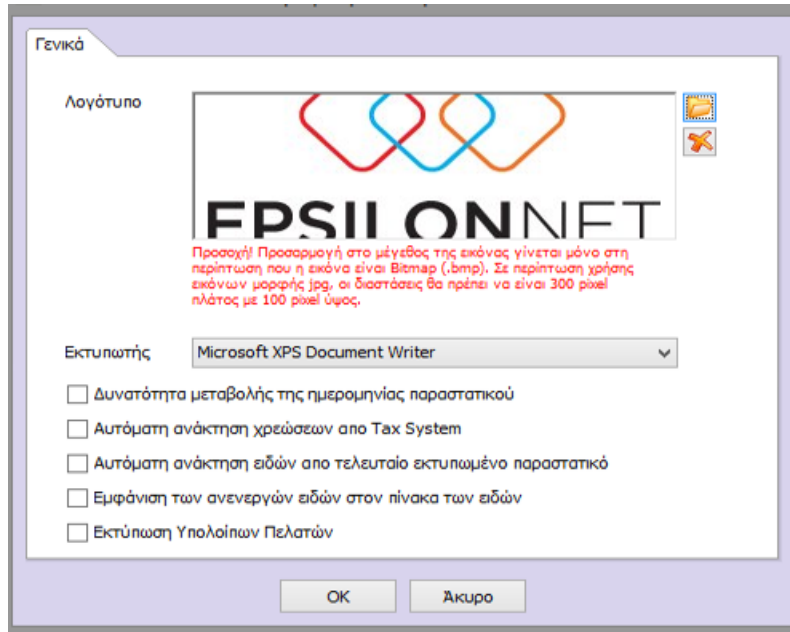 Γενικά
Λογότυπο
EPSILONNET
Προσοχή! Προσαρμογή στο μέγεθος της εικόνας γίνεται μόνο στη
περίπτωση που η εικόνα είναι Bitmap (.bmp). Σε περίπτωση χρήσης
εικόνων μορφής jpg, οι διαστάσεις θα πρέπει να είναι 300 pixel
πλάτος με 100 pixel ύψος.
Εκτυπωτής
Microsoft XPS Document Writer
Δυνατότητα μεταβολής της ημερομηνίας παραστατικού
Αυτόματη ανάκτηση χρεώσεων απο Tax System
Αυτόματη ανάκτηση ειδών απο τελευταίο εκτυπωμένο παραστατικό
Εμφάνιση των ανενεργών ειδών στον πίνακα των ειδών
Εκτύπωση Υπολοίπων Πελατών
OK
Άκυρο